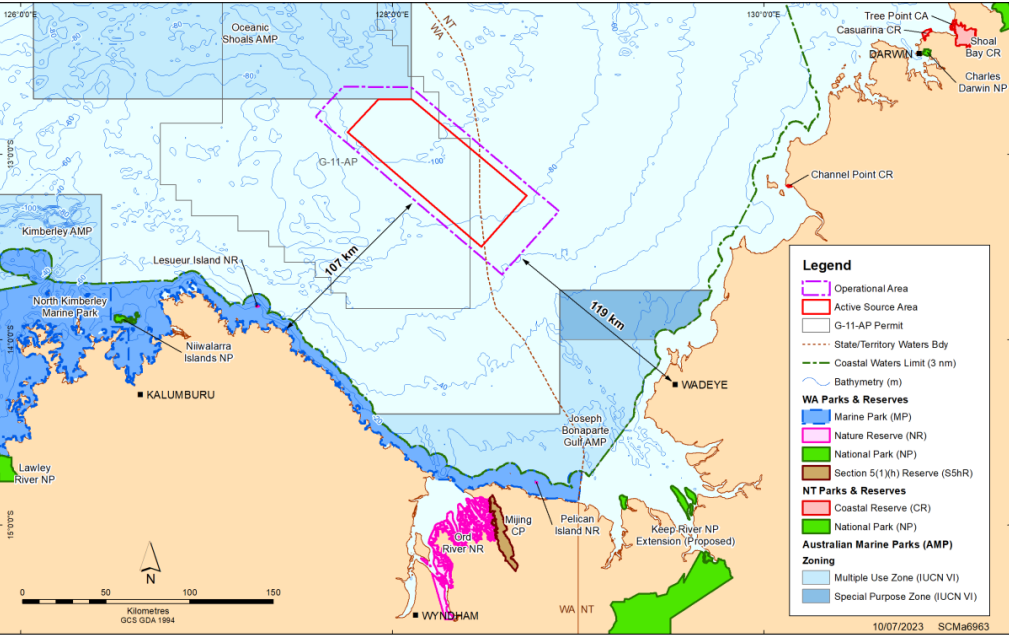 126°0'0"E
128°0'0"E
130°0'0"E
Oceanic
Shoals AMP
NT
WA
Tree Point CA
Casuarina CR
Shoal
Bay CR
DARWIN
Charles
Darwin NP
13°0'0"S
G-11-AP
-100
-80
Channel Point CR
-100
Kimberley AMP
Lesueur Island NR
107 km
119 km
North Kimberley
Marine Park
14°0'0"S
Niiwalarra
Islands NP
KALUMBURU
WADEYE
Joseph
Bonaparte
Gulf AMP
Lawley
River NP
15°0'0"S
Ord
River NR
Mijing
CP
Pelican
Island NR
Keep River NP
Extension (Proposed)
N
0 50 100 150
Kilometres
GCS GDA 1994
WYNDHAM
WA NT
Legend
Operational Area
Active Source Area
G-11-AP Permit
State/Territory Waters Bdy
Coastal Waters Limit (3 nm)
Bathymetry (m)
WA Parks & Reserves
Marine Park (MP)
Nature Reserve (NR)
National Park (NP)
Section 5(1)(h) Reserve (S5hR)
NT Parks & Reserves
Coastal Reserve (CR)
National Park (NP)
Australian Marine Parks (AMP)
Zoning
Multiple Use Zone (IUCN VI)
Special Purpose Zone (IUCN VI)
10/07/2023 SCMa6963